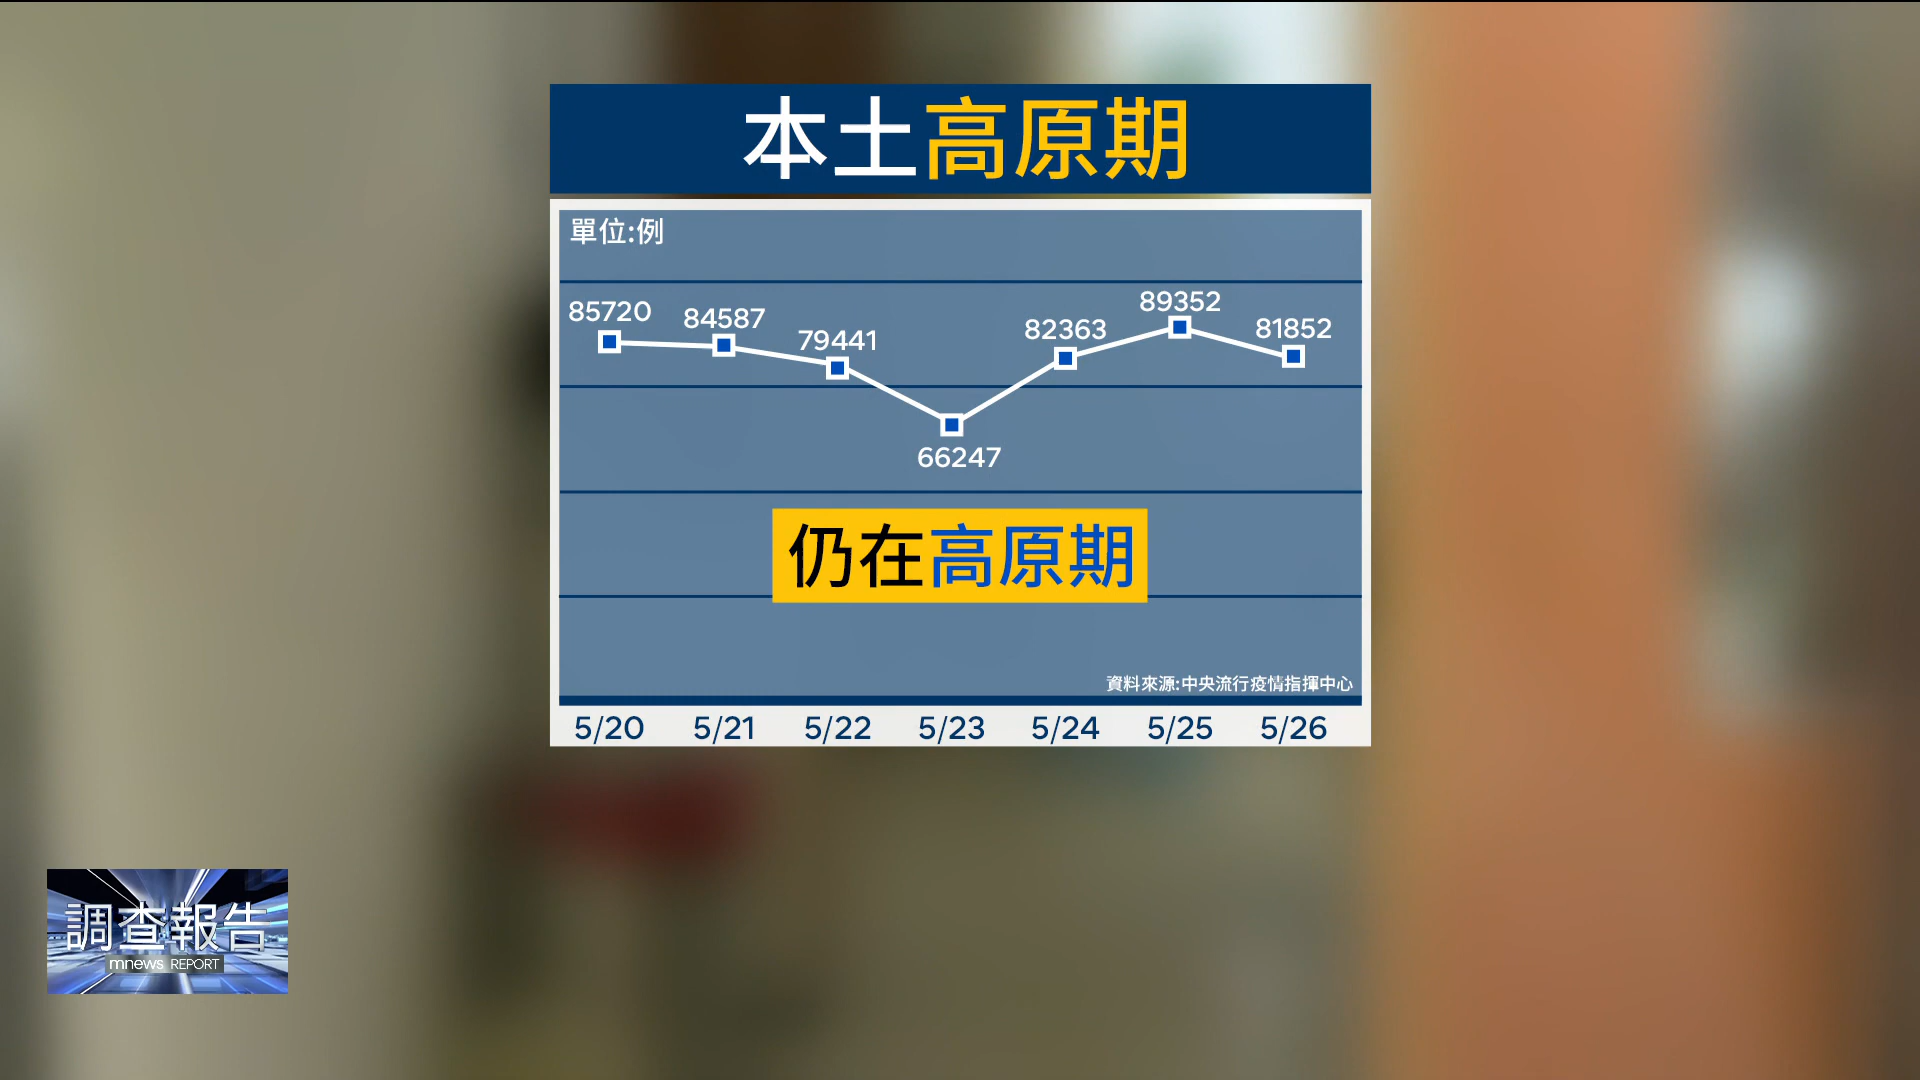 本土高原期
單位:例
85720 84587 79441 66247 82363 89352 81852
仍在高原期
資料來源:中央流行疫情指揮中心
5/20 5/21 5/22 5/23 5/24 5/25 5/26
調查報告
mnews REPORT